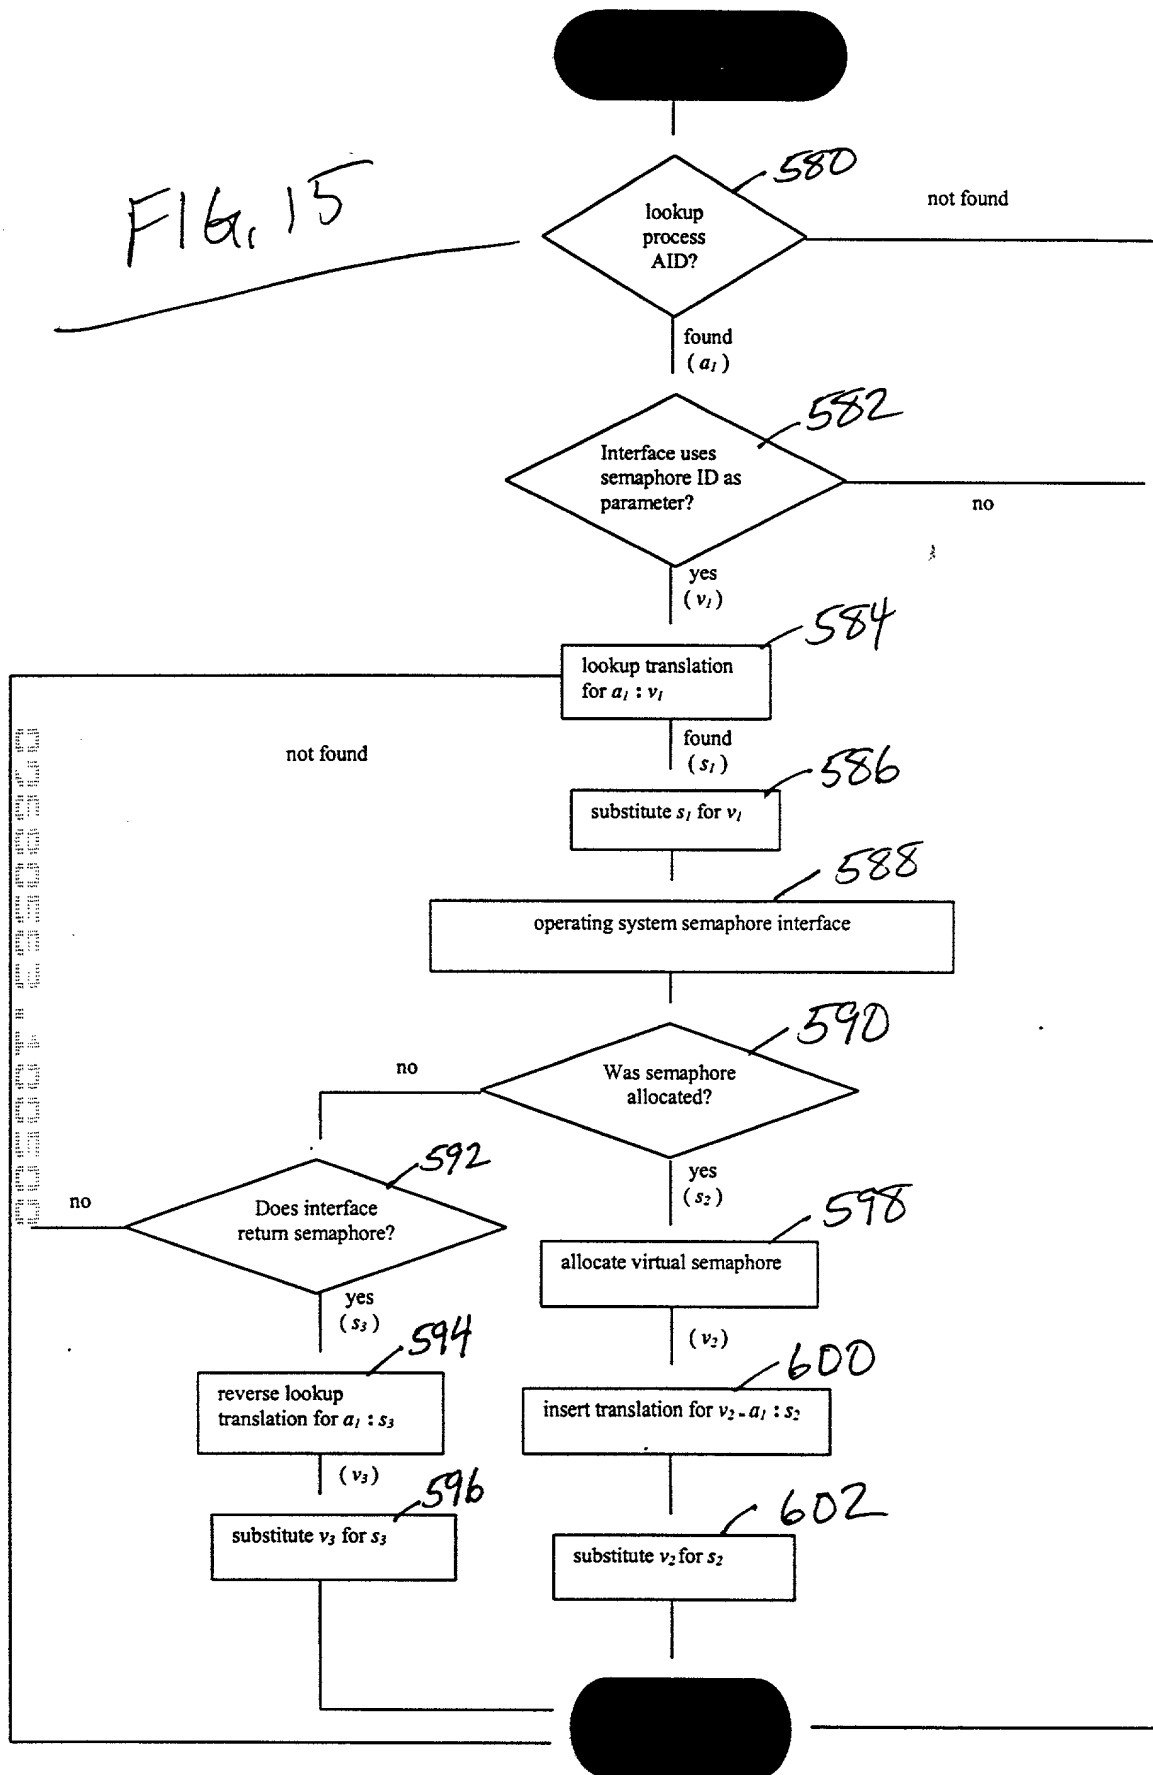 FIG. 15
580
lookup
process
AID?
not found
found
(a1)
582
Interface uses
semaphore ID as
parameter?
no
yes
(v1)
584
lookup translation
for a1 : v1
not found
found
(s1)
586
substitute s1 for v1
588
operating system semaphore interface
590
Was semaphore
allocated?
no
592
Does interface
return semaphore?
no
yes
(s2)
598
allocate virtual semaphore
yes
(s3)
594
reverse lookup
translation for a1 : s3
(v2)
600
insert translation for v2 - a1 : s2
(v3)
596
substitute v3 for s3
602
substitute v2 for s2